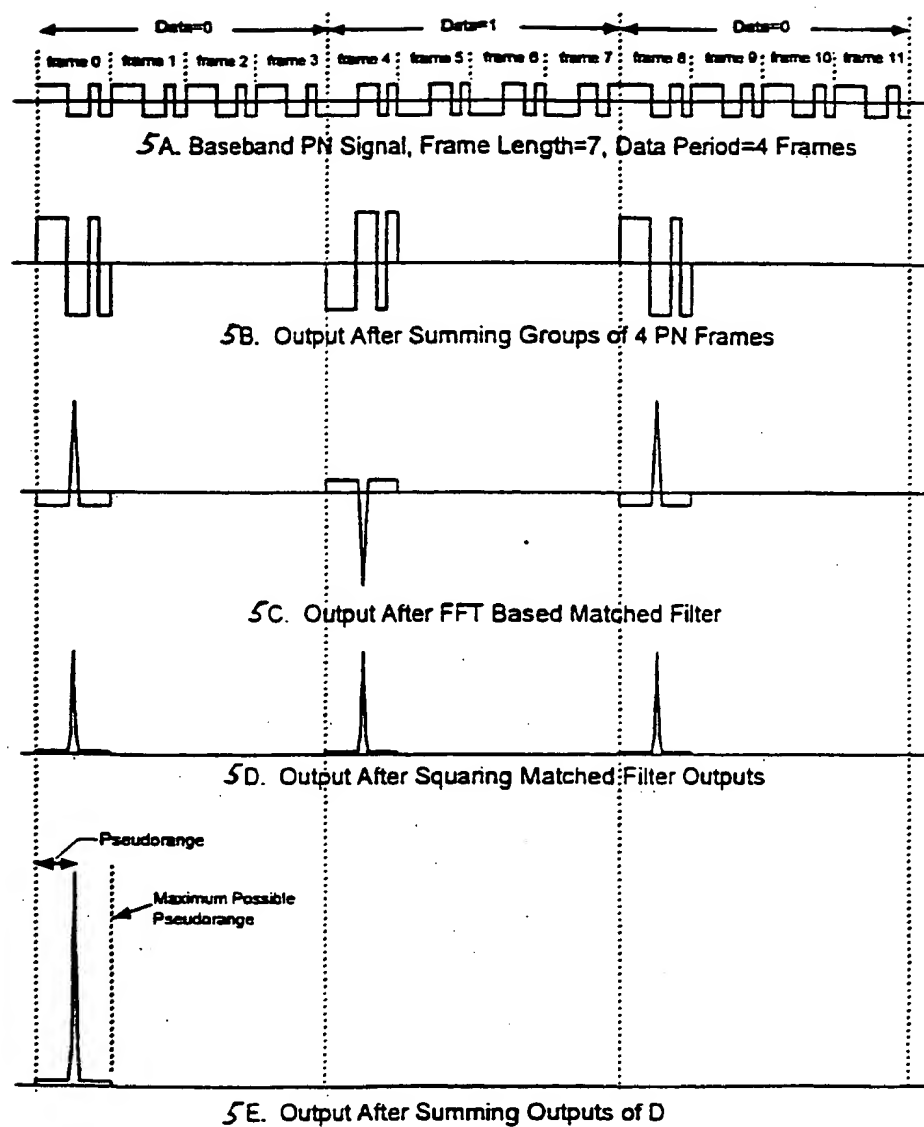 Data=0 Data=1 Data=0
frame 0 frame 1 frame 2 frame 3 frame 4 frame 5 frame 6 frame 7 frame 8 frame 9 frame 10 frame 11
5A. Baseband PN Signal, Frame Length=7, Data Period=4 Frames
5B. Output After Summing Groups of 4 PN Frames
5C. Output After FFT Based Matched Filter
5D. Output After Squaring Matched Filter Outputs
Pseudorange
Maximum Possible
Pseudorange
5E. Output After Summing Outputs of D